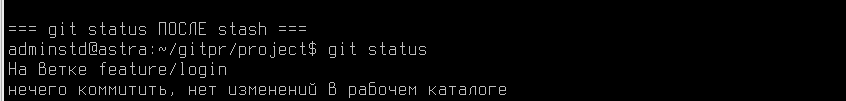 === git status ПОСЛЕ stash ===
adminstd@astra:~/gitpr/project$ git status
На ветке feature/login
нечего коммитить, нет изменений в рабочем каталоге